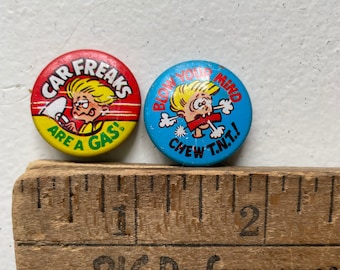 CAR FREAKS
ARE A GAS!
BLOW YOUR MIND
CHEW T.N.T.!
1
2